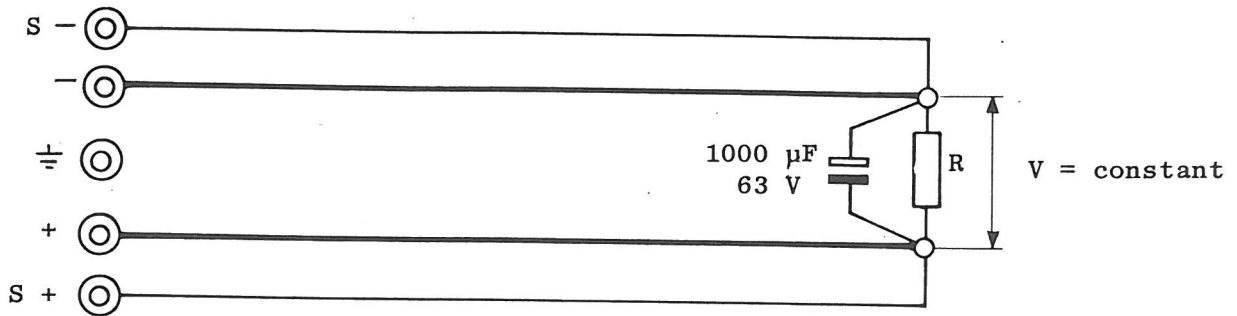 S −
−
1000 µF
63 V
R
V = constant
+
S +